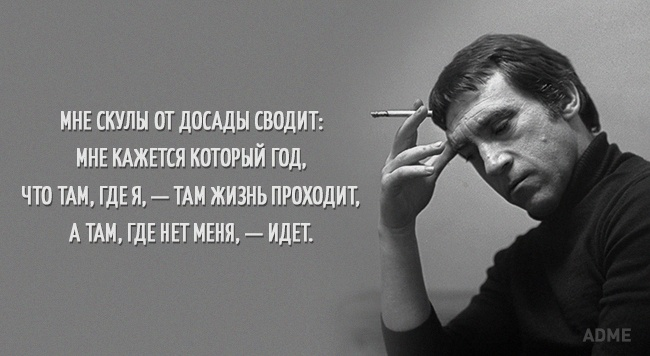 МНЕ СКУЛЫ ОТ ДОСАДЫ СВОДИТ:
МНЕ КАЖЕТСЯ КОТОРЫЙ ГОД,
ЧТО ТАМ, ГДЕ Я, — ТАМ ЖИЗНЬ ПРОХОДИТ,
А ТАМ, ГДЕ НЕТ МЕНЯ, — ИДЕТ.
ADME